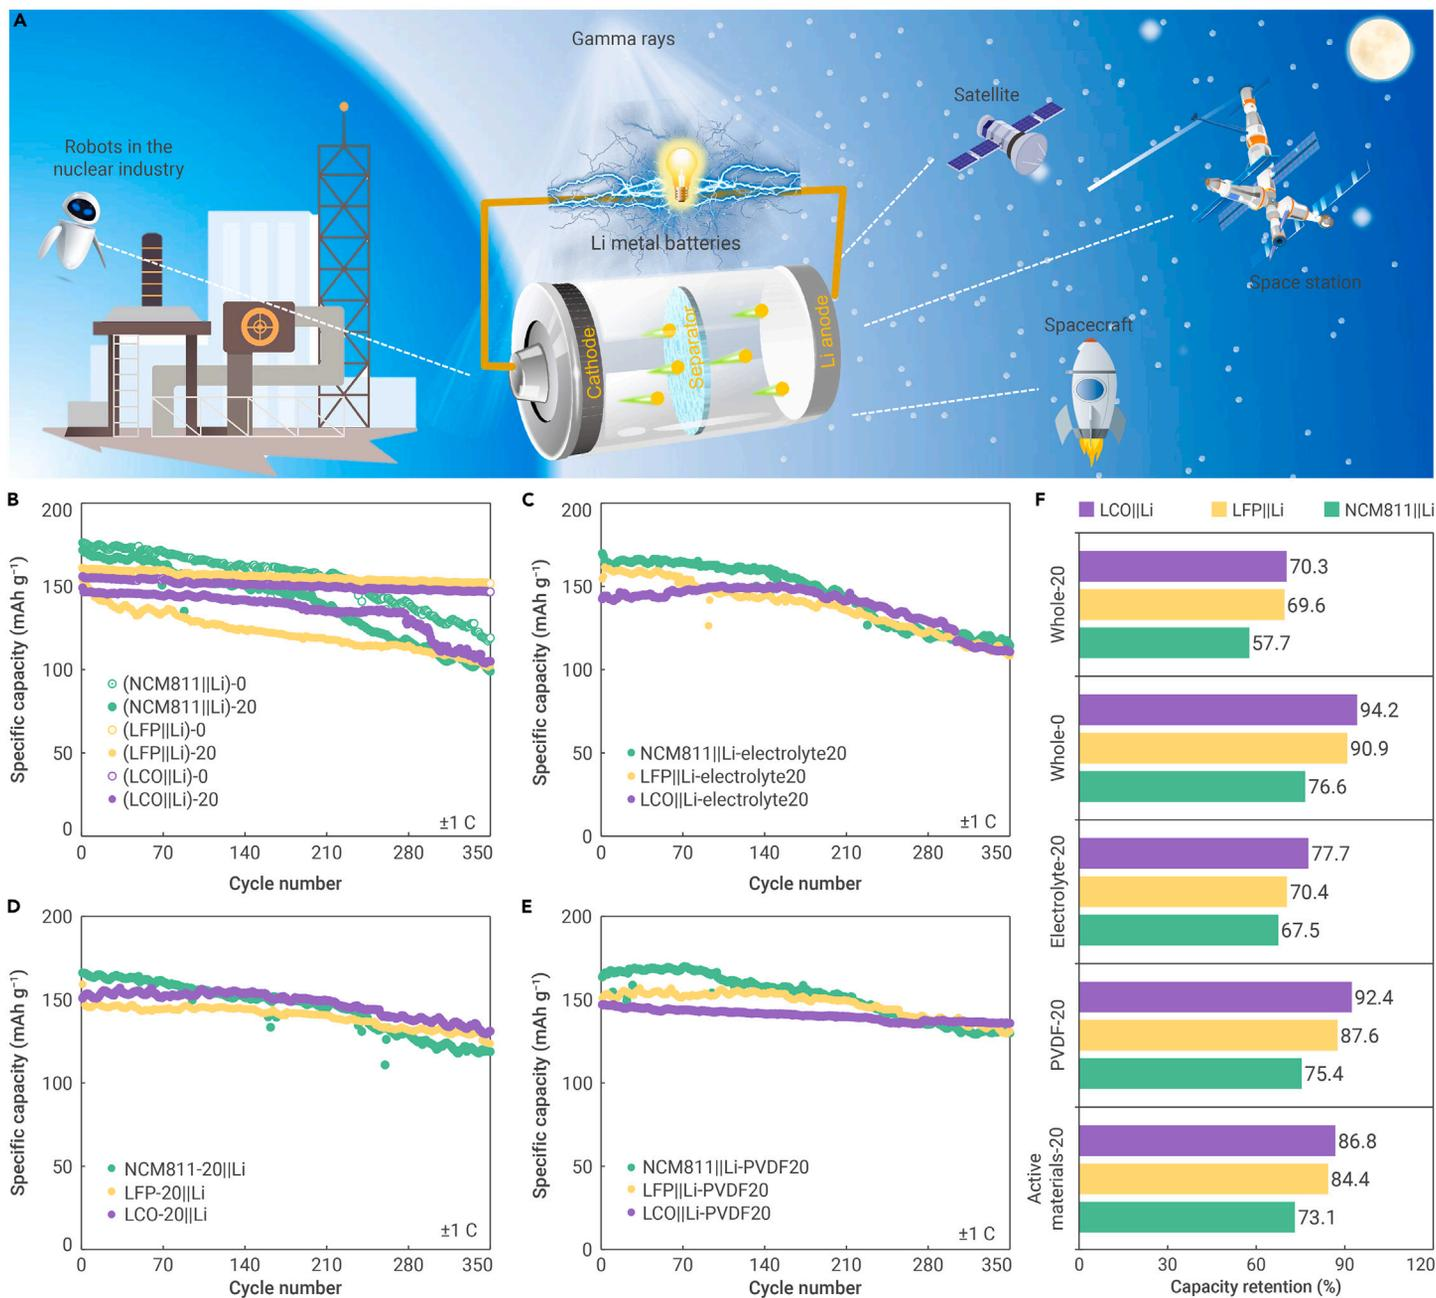 A
Gamma rays
Robots in the
nuclear industry
Satellite
Li metal batteries
Space station
Spacecraft
Cathode
Separator
Li anode
B
Specific capacity (mAh g⁻¹)
200
150
100
50
0
(NCM811||Li)-0
(NCM811||Li)-20
(LFP||Li)-0
(LFP||Li)-20
(LCO||Li)-0
(LCO||Li)-20
±1 C
0 70 140 210 280 350
Cycle number
C
Specific capacity (mAh g⁻¹)
200
150
100
50
0
NCM811||Li-electrolyte20
LFP||Li-electrolyte20
LCO||Li-electrolyte20
±1 C
0 70 140 210 280 350
Cycle number
D
Specific capacity (mAh g⁻¹)
200
150
100
50
0
NCM811-20||Li
LFP-20||Li
LCO-20||Li
±1 C
0 70 140 210 280 350
Cycle number
E
Specific capacity (mAh g⁻¹)
200
150
100
50
0
NCM811||Li-PVDF20
LFP||Li-PVDF20
LCO||Li-PVDF20
±1 C
0 70 140 210 280 350
Cycle number
F
LCO||Li LFP||Li NCM811||Li
Whole-20
70.3
69.6
57.7
Whole-0
94.2
90.9
76.6
Electrolyte-20
77.7
70.4
67.5
PVDF-20
92.4
87.6
75.4
Active
materials-20
86.8
84.4
73.1
0 30 60 90 120
Capacity retention (%)